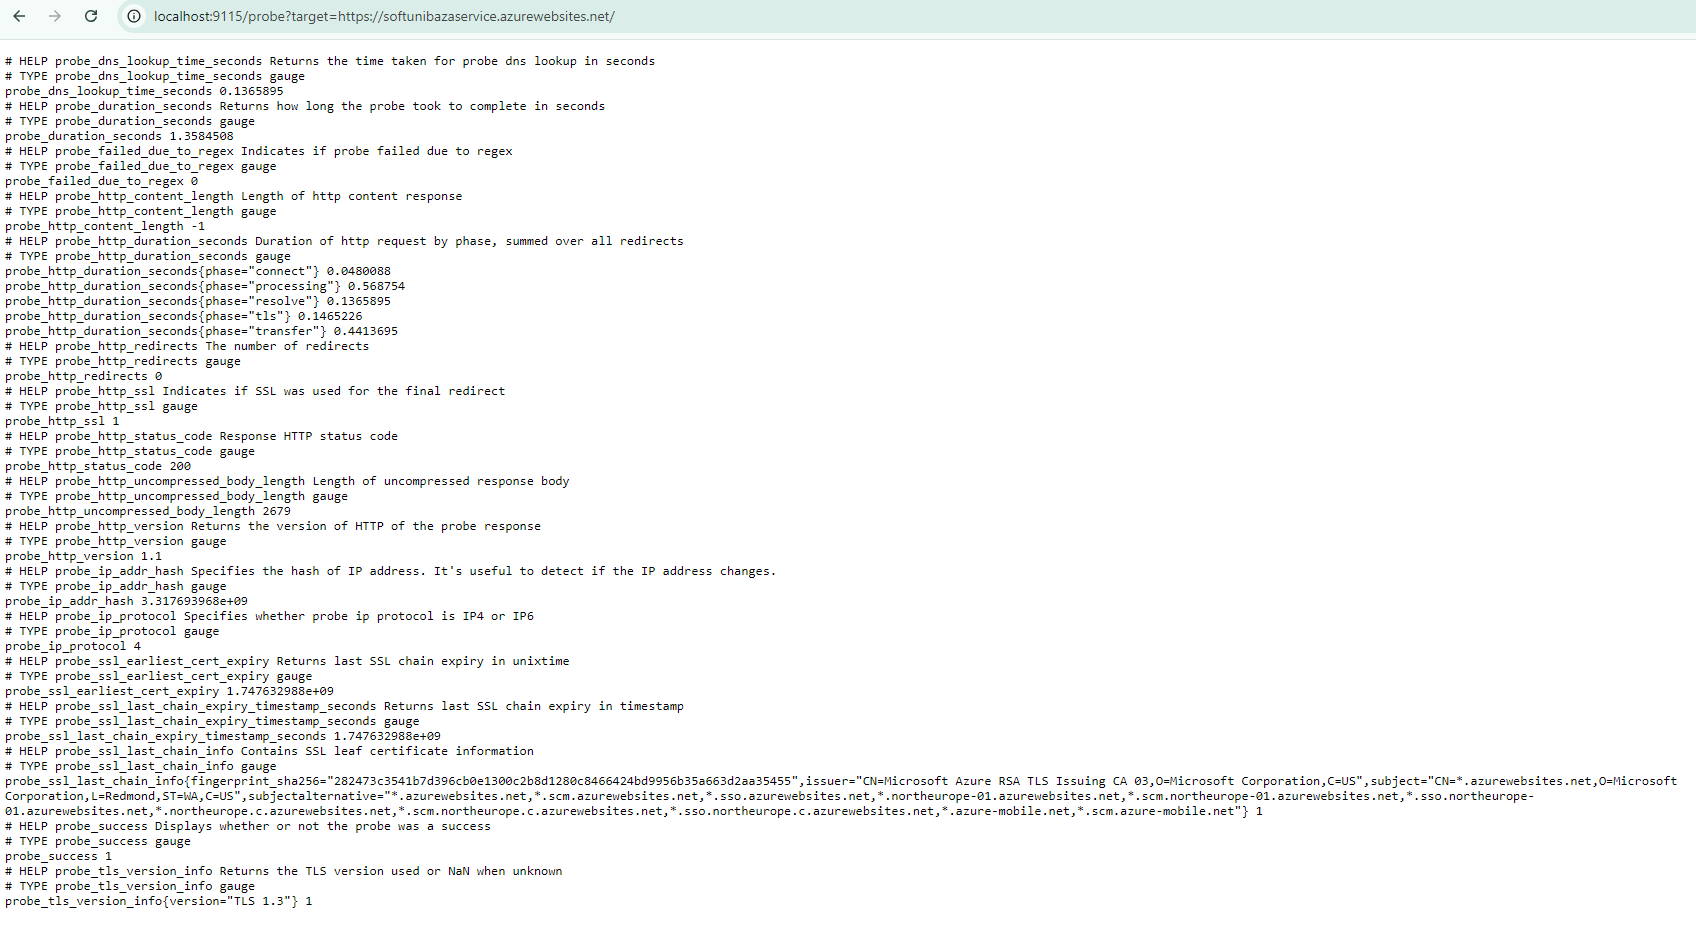 localhost:9115/probe?target=https://softunibazaservice.azurewebsites.net/
# HELP probe_dns_lookup_time_seconds Returns the time taken for probe dns lookup in seconds
# TYPE probe_dns_lookup_time_seconds gauge
probe_dns_lookup_time_seconds 0.1365895
# HELP probe_duration_seconds Returns how long the probe took to complete in seconds
# TYPE probe_duration_seconds gauge
probe_duration_seconds 1.3584508
# HELP probe_failed_due_to_regex Indicates if probe failed due to regex
# TYPE probe_failed_due_to_regex gauge
probe_failed_due_to_regex 0
# HELP probe_http_content_length Length of http content response
# TYPE probe_http_content_length gauge
probe_http_content_length -1
# HELP probe_http_duration_seconds Duration of http request by phase, summed over all redirects
# TYPE probe_http_duration_seconds gauge
probe_http_duration_seconds{phase="connect"} 0.0480088
probe_http_duration_seconds{phase="processing"} 0.568754
probe_http_duration_seconds{phase="resolve"} 0.1365895
probe_http_duration_seconds{phase="tls"} 0.1465226
probe_http_duration_seconds{phase="transfer"} 0.4413695
# HELP probe_http_redirects The number of redirects
# TYPE probe_http_redirects gauge
probe_http_redirects 0
# HELP probe_http_ssl Indicates if SSL was used for the final redirect
# TYPE probe_http_ssl gauge
probe_http_ssl 1
# HELP probe_http_status_code Response HTTP status code
# TYPE probe_http_status_code gauge
probe_http_status_code 200
# HELP probe_http_uncompressed_body_length Length of uncompressed response body
# TYPE probe_http_uncompressed_body_length gauge
probe_http_uncompressed_body_length 2679
# HELP probe_http_version Returns the version of HTTP of the probe response
# TYPE probe_http_version gauge
probe_http_version 1.1
# HELP probe_ip_addr_hash Specifies the hash of IP address. It's useful to detect if the IP address changes.
# TYPE probe_ip_addr_hash gauge
probe_ip_addr_hash 3.317693968e+09
# HELP probe_ip_protocol Specifies whether probe ip protocol is IP4 or IP6
# TYPE probe_ip_protocol gauge
probe_ip_protocol 4
# HELP probe_ssl_earliest_cert_expiry Returns last SSL chain expiry in unixtime
# TYPE probe_ssl_earliest_cert_expiry gauge
probe_ssl_earliest_cert_expiry 1.747632988e+09
# HELP probe_ssl_last_chain_expiry_timestamp_seconds Returns last SSL chain expiry in timestamp
# TYPE probe_ssl_last_chain_expiry_timestamp_seconds gauge
probe_ssl_last_chain_expiry_timestamp_seconds 1.747632988e+09
# HELP probe_ssl_last_chain_info Contains SSL leaf certificate information
# TYPE probe_ssl_last_chain_info gauge
probe_ssl_last_chain_info{fingerprint_sha256="282473c3541b7d396cb0e1300c2b8d1280c8466424bd9956b35a663d2aa35455",issuer="CN=Microsoft Azure RSA TLS Issuing CA 03,O=Microsoft Corporation,C=US",subject="CN=*.azurewebsites.net,O=Microsoft
Corporation,L=Redmond,ST=WA,C=US",subjectalternative="*.azurewebsites.net,*.scm.azurewebsites.net,*.sso.azurewebsites.net,*.northeurope-01.azurewebsites.net,*.scm.northeurope-01.azurewebsites.net,*.sso.northeurope-
01.azurewebsites.net,*.northeurope.c.azurewebsites.net,*.scm.northeurope.c.azurewebsites.net,*.sso.northeurope.c.azurewebsites.net,*.azure-mobile.net,*.scm.azure-mobile.net"} 1
# HELP probe_success Displays whether or not the probe was a success
# TYPE probe_success gauge
probe_success 1
# HELP probe_tls_version_info Returns the TLS version used or NaN when unknown
# TYPE probe_tls_version_info gauge
probe_tls_version_info{version="TLS 1.3"} 1